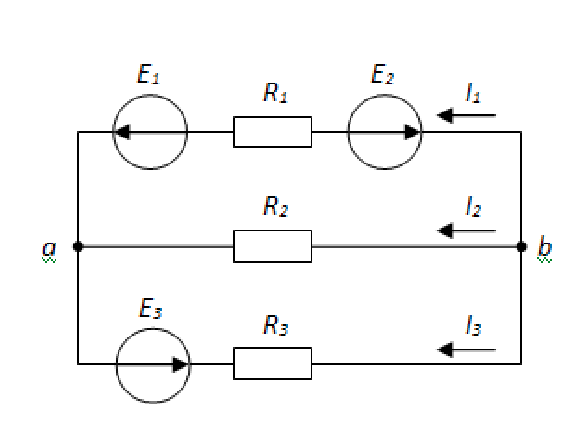 E₁ R₁ E₂ I₁
R₂ I₂
a b
E₃ R₃ I₃